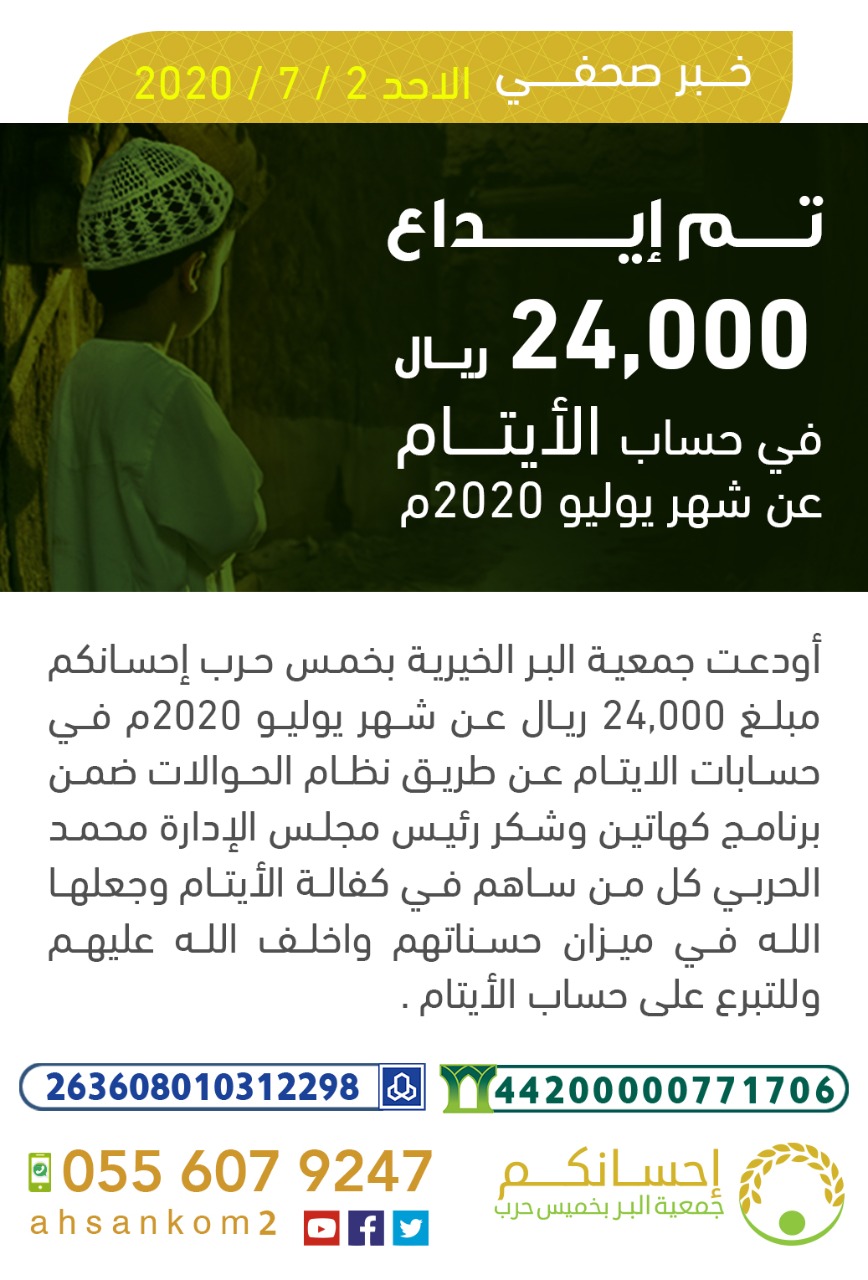 خبر صحفي الاحد 2 / 7 / 2020
تم إيداع
24,000 ريال
في حساب الأيتام
عن شهر يوليو 2020م
أودعت جمعية البر الخيرية بخمس حرب إحسانكم
مبلغ 24,000 ريال عن شهر يوليو 2020م في
حسابات الايتام عن طريق نظام الحوالات ضمن
برنامج كهاتين وشكر رئيس مجلس الإدارة محمد
الحربي كل من ساهم في كفالة الأيتام وجعلها
الله في ميزان حسناتهم واخلف الله عليهم
وللتبرع على حساب الأيتام .
44200000771706
263608010312298
إحسانكم
جمعية البر بخميس حرب
055 607 9247
ahsankom2